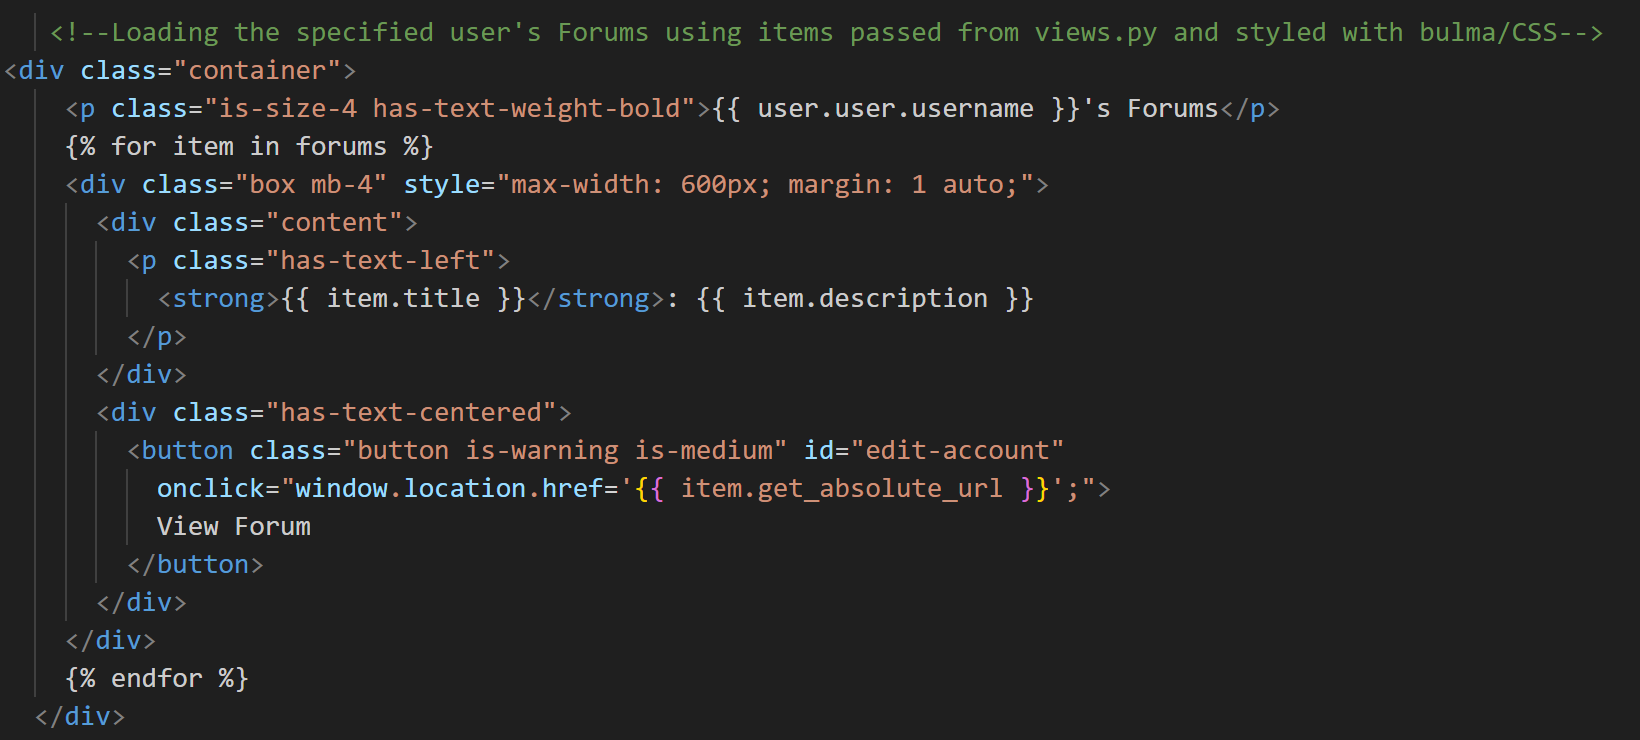 <!--Loading the specified user's Forums using items passed from views.py and styled with bulma/CSS-->
<div class="container">
<p class="is-size-4 has-text-weight-bold">{{ user.user.username }}'s Forums</p>
{% for item in forums %}
<div class="box mb-4" style="max-width: 600px; margin: 1 auto;">
<div class="content">
<p class="has-text-left">
<strong>{{ item.title }}</strong>: {{ item.description }}
</p>
</div>
<div class="has-text-centered">
<button class="button is-warning is-medium" id="edit-account"
onclick="window.location.href='{{ item.get_absolute_url }}';">
View Forum
</button>
</div>
</div>
{% endfor %}
</div>